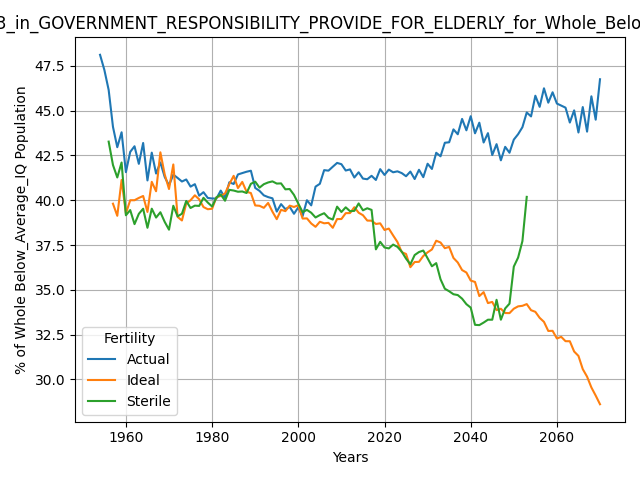 3_in_GOVERNMENT_RESPONSIBILITY_PROVIDE_FOR_ELDERLY_for_Whole_Belo
47.5
45.0
42.5
40.0
37.5
35.0
32.5
30.0
% of Whole Below_Average_IQ Population
Fertility
Actual
Ideal
Sterile
1960
1980
2000
2020
2040
2060
Years